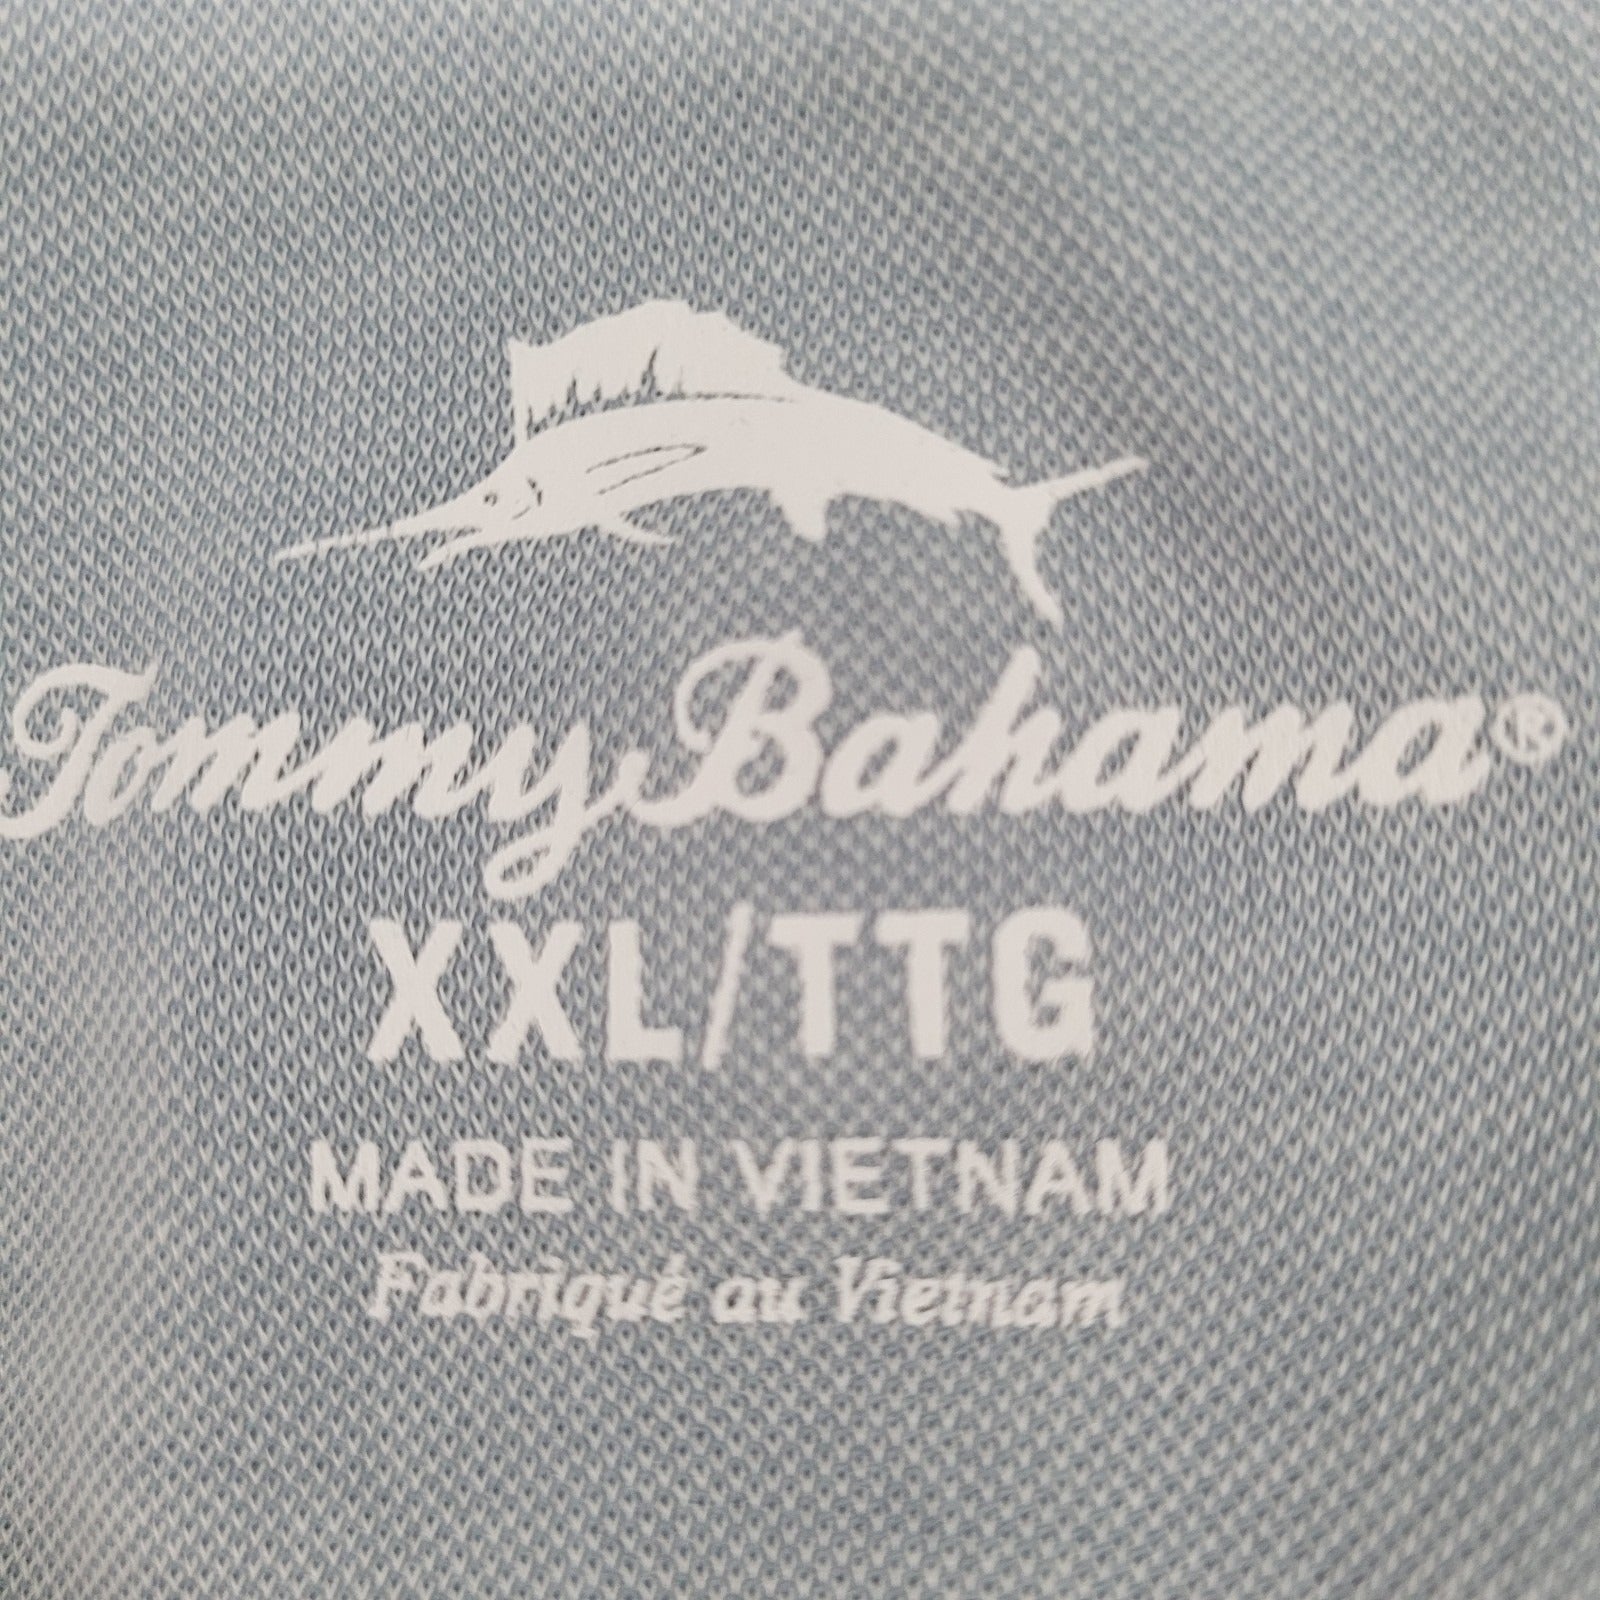 Tommy Bahama®
XXL/TTG
MADE IN VIETNAM
Fabriqué au Vietnam